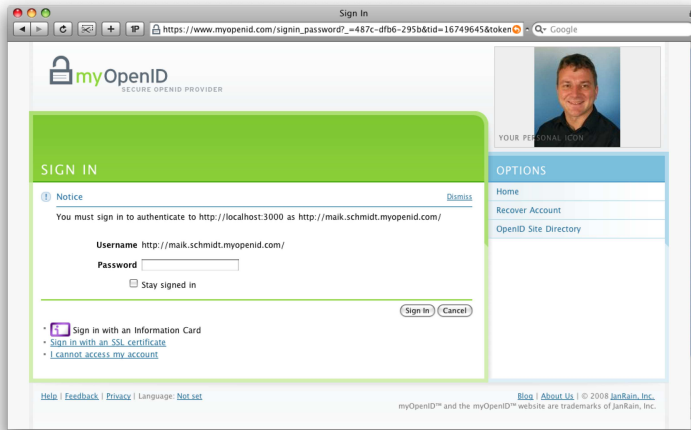 Sign In
https://www.myopenid.com/signin_password?_=487c-dfb6-295b&tid=16749645&token
Google
1P
myOpenID
SECURE OPENID PROVIDER
YOUR PERSONAL ICON
SIGN IN
OPTIONS
! Notice
Dismiss
Home
You must sign in to authenticate to http://localhost:3000 as http://maik.schmidt.myopenid.com/
Recover Account
OpenID Site Directory
Username http://maik.schmidt.myopenid.com/
Password
Stay signed in
Sign In Cancel
• Sign in with an Information Card
• Sign in with an SSL certificate
• I cannot access my account
Help | Feedback | Privacy | Language: Not set
Blog | About Us | © 2008 JanRain, Inc.
myOpenID™ and the myOpenID™ website are trademarks of JanRain, Inc.